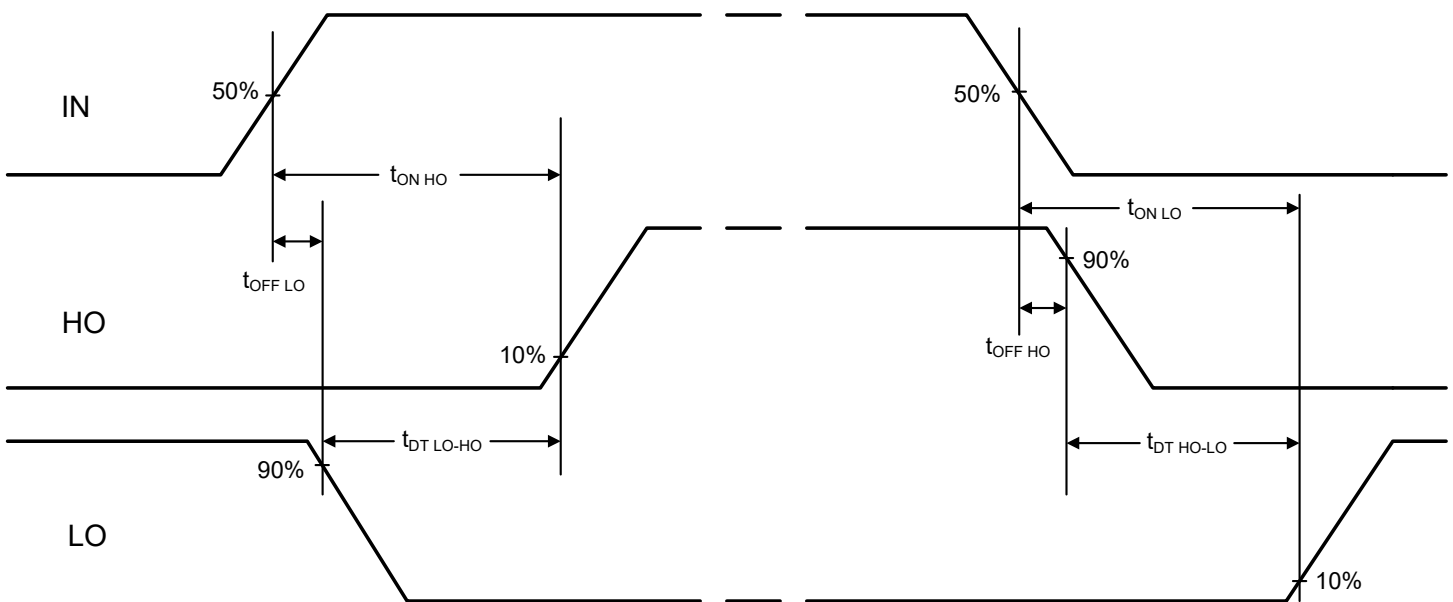 50%
50%
IN
t_ON HO
t_ON LO
90%
t_OFF LO
HO
t_OFF HO
10%
t_DT LO-HO
t_DT HO-LO
90%
LO
10%